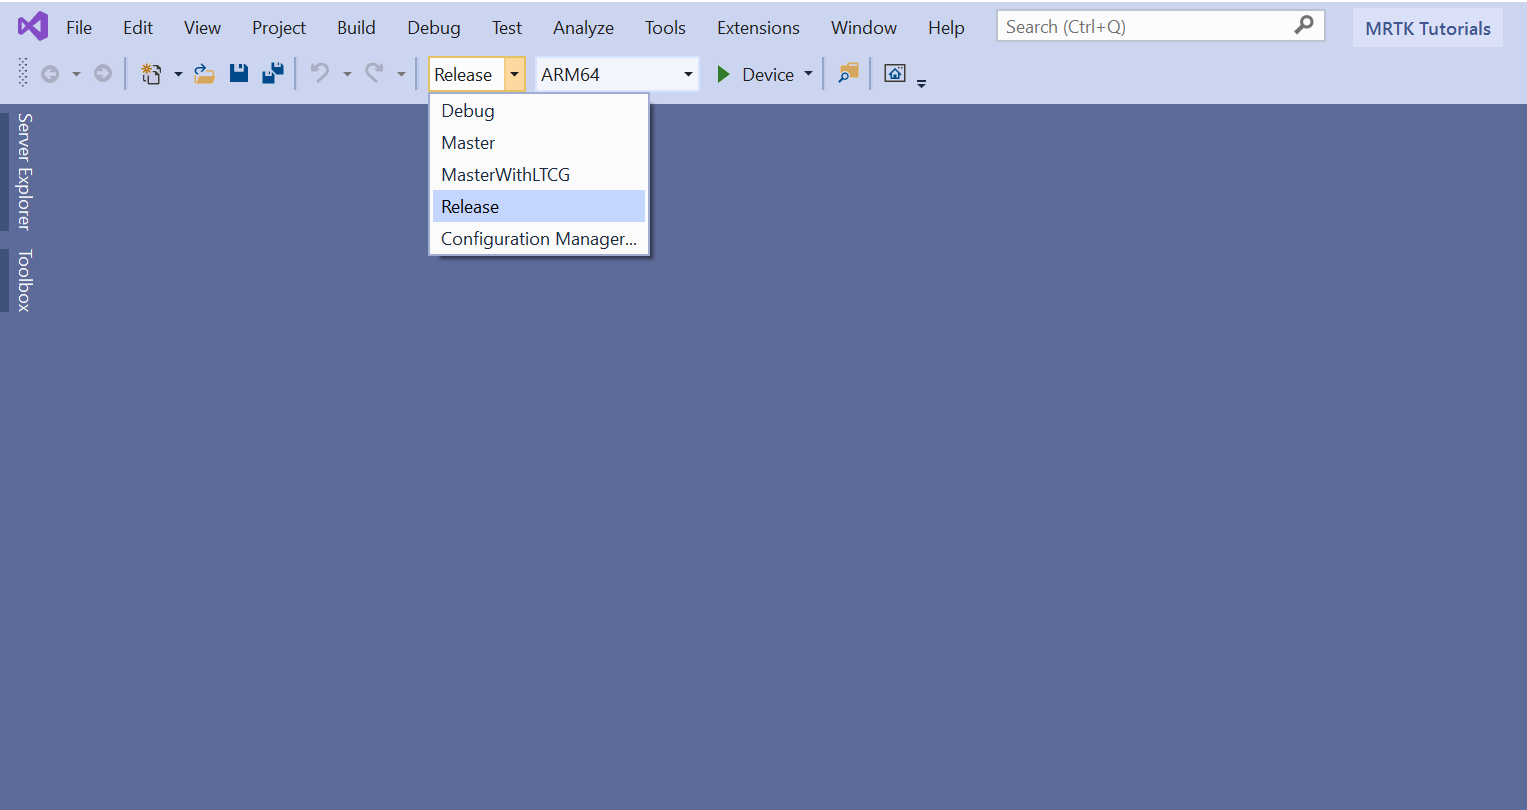 File Edit View Project Build Debug Test Analyze Tools Extensions Window Help Search (Ctrl+Q) MRTK Tutorials
Release ARM64 Device
Debug
Master
MasterWithLTCG
Release
Configuration Manager...
Server Explorer
Toolbox